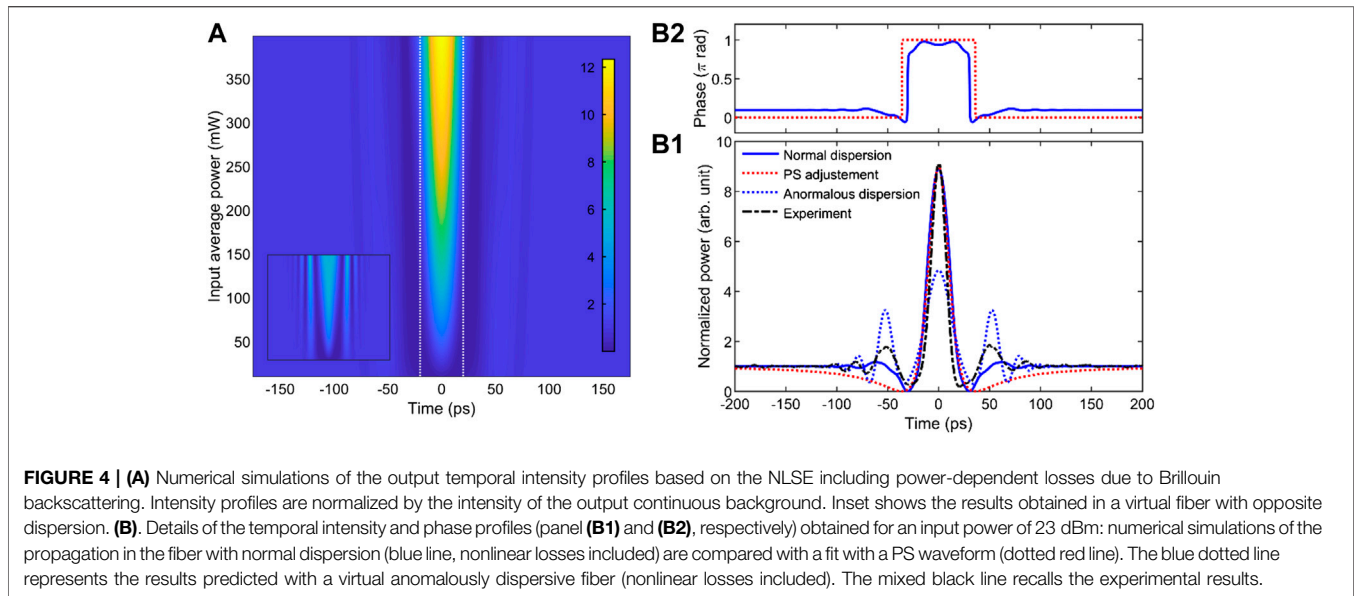 A
Input average power (mW)
350
300
250
200
150
100
50
12
10
8
6
4
2
-150 -100 -50 0 50 100 150
Time (ps)
B2
Phase (π rad)
1
0.5
0
B1
Normalized power (arb. unit)
10
8
6
4
2
0
Normal dispersion
PS adjustement
Anormalous dispersion
Experiment
-200 -150 -100 -50 0 50 100 150 200
Time (ps)
FIGURE 4 | (A) Numerical simulations of the output temporal intensity profiles based on the NLSE including power-dependent losses due to Brillouin
backscattering. Intensity profiles are normalized by the intensity of the output continuous background. Inset shows the results obtained in a virtual fiber with opposite
dispersion. (B). Details of the temporal intensity and phase profiles (panel (B1) and (B2), respectively) obtained for an input power of 23 dBm: numerical simulations of the
propagation in the fiber with normal dispersion (blue line, nonlinear losses included) are compared with a fit with a PS waveform (dotted red line). The blue dotted line
represents the results predicted with a virtual anomalously dispersive fiber (nonlinear losses included). The mixed black line recalls the experimental results.